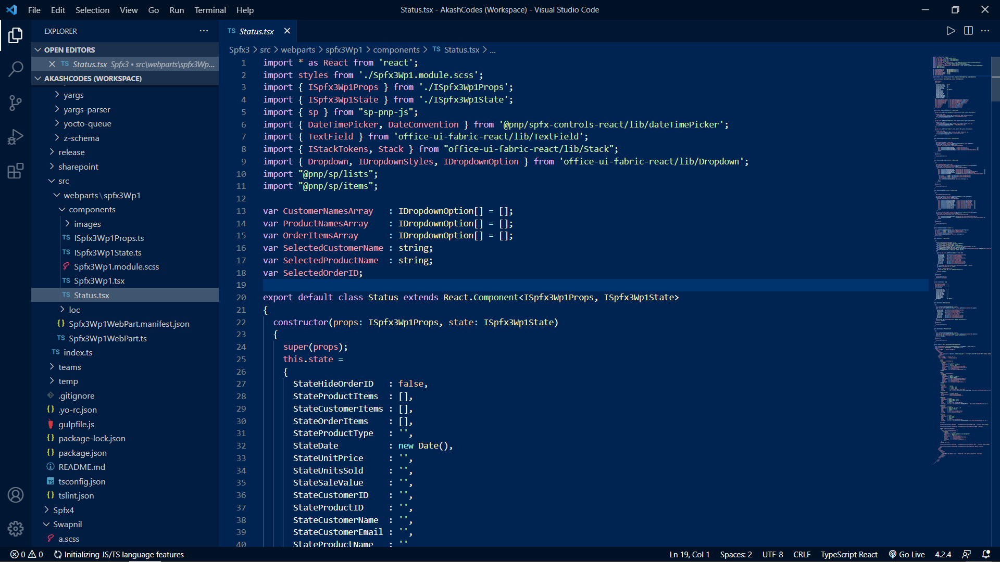 File Edit Selection View Go Run Terminal Help
Status.tsx - AkashCodes (Workspace) - Visual Studio Code
EXPLORER
TS Status.tsx
OPEN EDITORS
TS Status.tsx Spfx3 • src\webparts\spfx3Wp...
AKASHCODES (WORKSPACE)
yargs
yargs-parser
yocto-queue
z-schema
release
sharepoint
src
webparts\spfx3Wp1
components
images
TS ISpfx3Wp1Props.ts
TS ISpfx3Wp1State.ts
Spfx3Wp1.module.scss
TS Spfx3Wp1.tsx
TS Status.tsx
loc
{} Spfx3Wp1WebPart.manifest.json
TS Spfx3Wp1WebPart.ts
TS index.ts
teams
temp
.gitignore
{} .yo-rc.json
gulpfile.js
{} package-lock.json
{} package.json
README.md
TS tsconfig.json
{} tslint.json
Spfx4
Swapnil
a.scss
Spfx3 > src > webparts > spfx3Wp1 > components > TS Status.tsx > ...
1 import * as React from 'react';
2 import styles from './Spfx3Wp1.module.scss';
3 import { ISpfx3Wp1Props } from './ISpfx3Wp1Props';
4 import { ISpfx3Wp1State } from './ISpfx3Wp1State';
5 import { sp } from "sp-pnp-js";
6 import { DateTimePicker, DateConvention } from '@pnp/spfx-controls-react/lib/dateTimePicker';
7 import { TextField } from 'office-ui-fabric-react/lib/TextField';
8 import { IStackTokens, Stack } from "office-ui-fabric-react/lib/Stack";
9 import { Dropdown, IDropdownStyles, IDropdownOption } from 'office-ui-fabric-react/lib/Dropdown';
10 import "@pnp/sp/lists";
11 import "@pnp/sp/items";
12
13 var CustomerNamesArray   : IDropdownOption[] = [];
14 var ProductNamesArray    : IDropdownOption[] = [];
15 var OrderItemsArray      : IDropdownOption[] = [];
16 var SelectedCustomerName : string;
17 var SelectedProductName  : string;
18 var SelectedOrderID;
19
20 export default class Status extends React.Component<ISpfx3Wp1Props, ISpfx3Wp1State>
21 {
22   constructor(props: ISpfx3Wp1Props, state: ISpfx3Wp1State)
23   {
24     super(props);
25     this.state =
26     {
27       StateHideOrderID   : false,
28       StateProductItems  : [],
29       StateCustomerItems : [],
30       StateOrderItems    : [],
31       StateProductType   : '',
32       StateDate          : new Date(),
33       StateUnitPrice     : '',
34       StateUnitsSold     : '',
35       StateSaleValue     : '',
36       StateCustomerID    : '',
37       StateProductID     : '',
38       StateCustomerName  : '',
39       StateCustomerEmail : '',
40       StateProductName   : ''
0 0 Initializing JS/TS language features
Ln 19, Col 1 Spaces: 2 UTF-8 CRLF TypeScript React Go Live 4.2.4